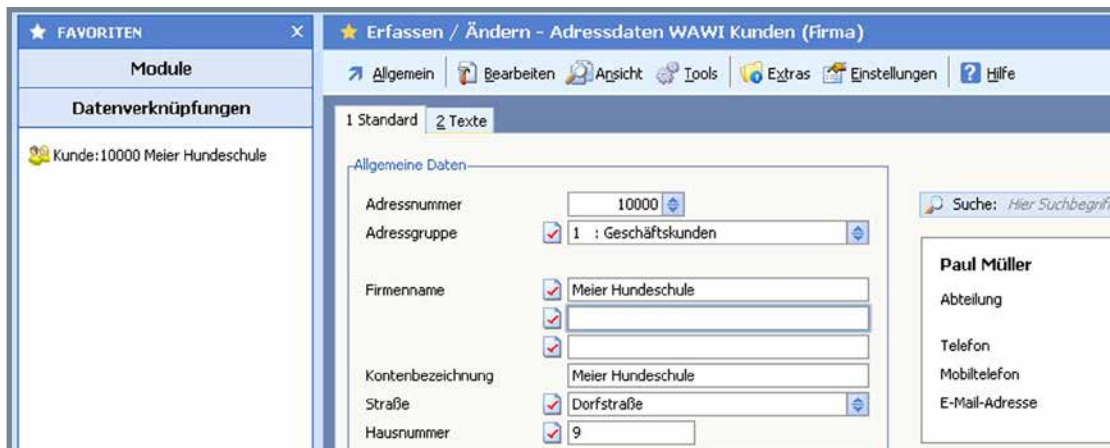 FAVORITEN X
Module
Datenverknüpfungen
Kunde:10000 Meier Hundeschule
Erfassen / Ändern - Adressdaten WAWI Kunden (Firma)
Allgemein Bearbeiten Ansicht Tools Extras Einstellungen Hilfe
1 Standard 2 Texte
Allgemeine Daten
Adressnummer 10000
Adressgruppe 1 : Geschäftskunden
Firmenname Meier Hundeschule
Kontenbezeichnung Meier Hundeschule
Straße Dorfstraße
Hausnummer 9
Suche: Hier Suchbegriff
Paul Müller
Abteilung
Telefon
Mobiltelefon
E-Mail-Adresse